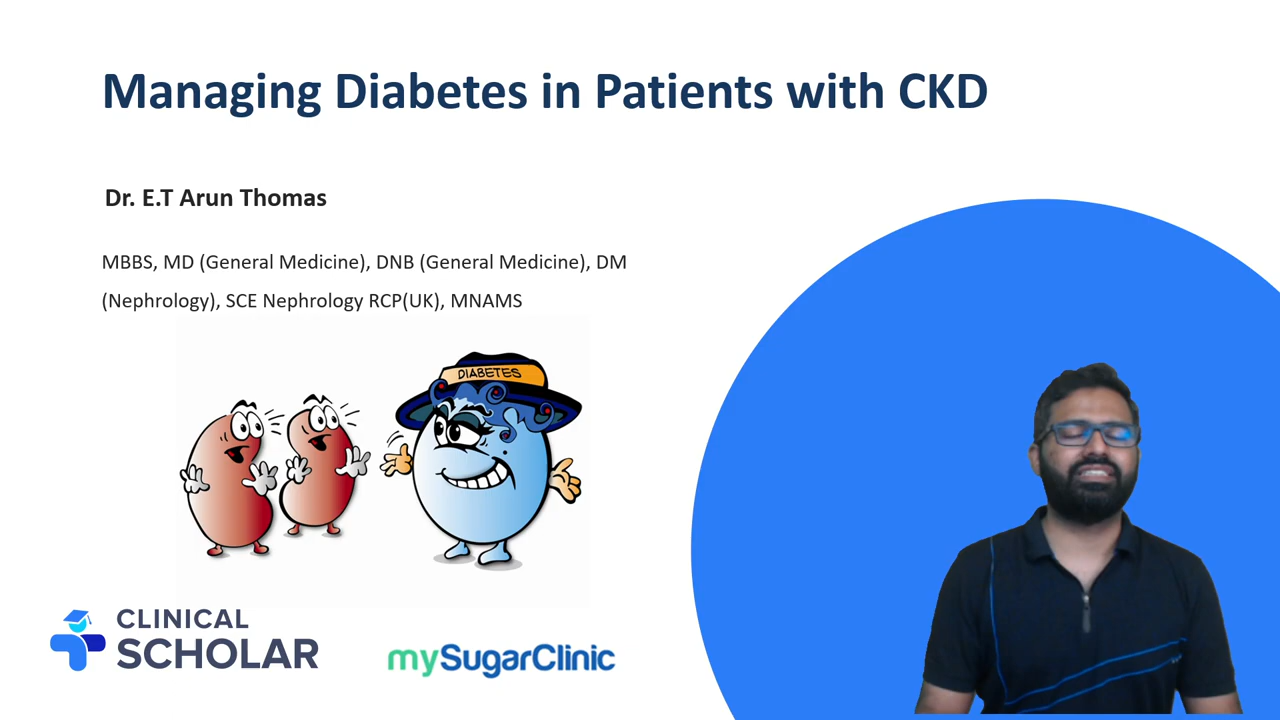 Managing Diabetes in Patients with CKD
Dr. E.T Arun Thomas
MBBS, MD (General Medicine), DNB (General Medicine), DM
(Nephrology), SCE Nephrology RCP(UK), MNAMS
DIABETES
CLINICAL
SCHOLAR
mySugarClinic